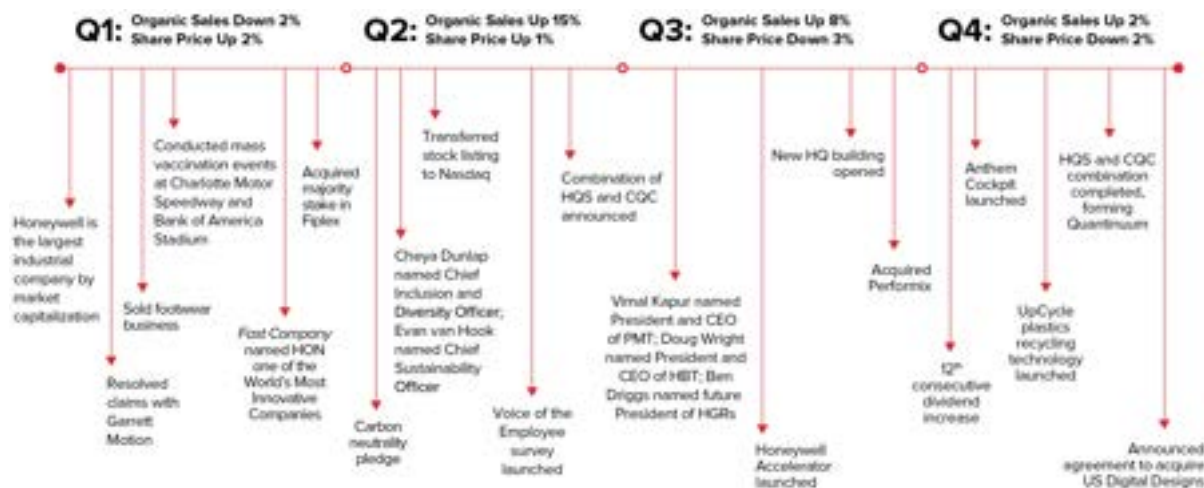 Q1: Organic Sales Down 2%
Share Price Up 2%
Q2: Organic Sales Up 15%
Share Price Up 1%
Q3: Organic Sales Up 8%
Share Price Down 3%
Q4: Organic Sales Up 2%
Share Price Down 2%
Honeywell is
the largest
industrial
company by
market
capitalization
Resolved
claims with
Garrett
Motion
Sold footwear
business
Conducted mass
vaccination events
at Charlotte Motor
Speedway and
Bank of America
Stadium
Fast Company
named HON
one of the
World's Most
Innovative
Companies
Acquired
majority
stake in
Fiplex
Carbon
neutrality
pledge
Cheya Dunlap
named Chief
Inclusion and
Diversity Officer;
Evan van Hook
named Chief
Sustainability
Officer
Transferred
stock listing
to Nasdaq
Voice of the
Employee
survey
launched
Combination of
HQS and CQC
announced
Vimal Kapur named
President and CEO
of PMT; Doug Wright
named President and
CEO of HBT; Ben
Driggs named future
President of HGRs
Honeywell
Accelerator
launched
New HQ building
opened
Acquired
Performix
12th
consecutive
dividend
increase
Anthem
Cockpit
launched
UpCycle
plastics
recycling
technology
launched
HQS and CQC
combination
completed,
forming
Quantinuum
Announced
agreement to acquire
US Digital Designs